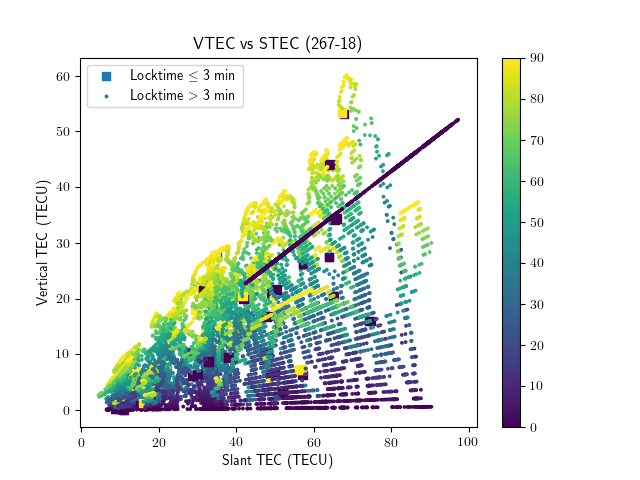 VTEC vs STEC (267-18)
Locktime ≤ 3 min
Locktime > 3 min
Vertical TEC (TECU)
60
50
40
30
20
10
0
0 20 40 60 80 100
Slant TEC (TECU)
90
80
70
60
50
40
30
20
10
0